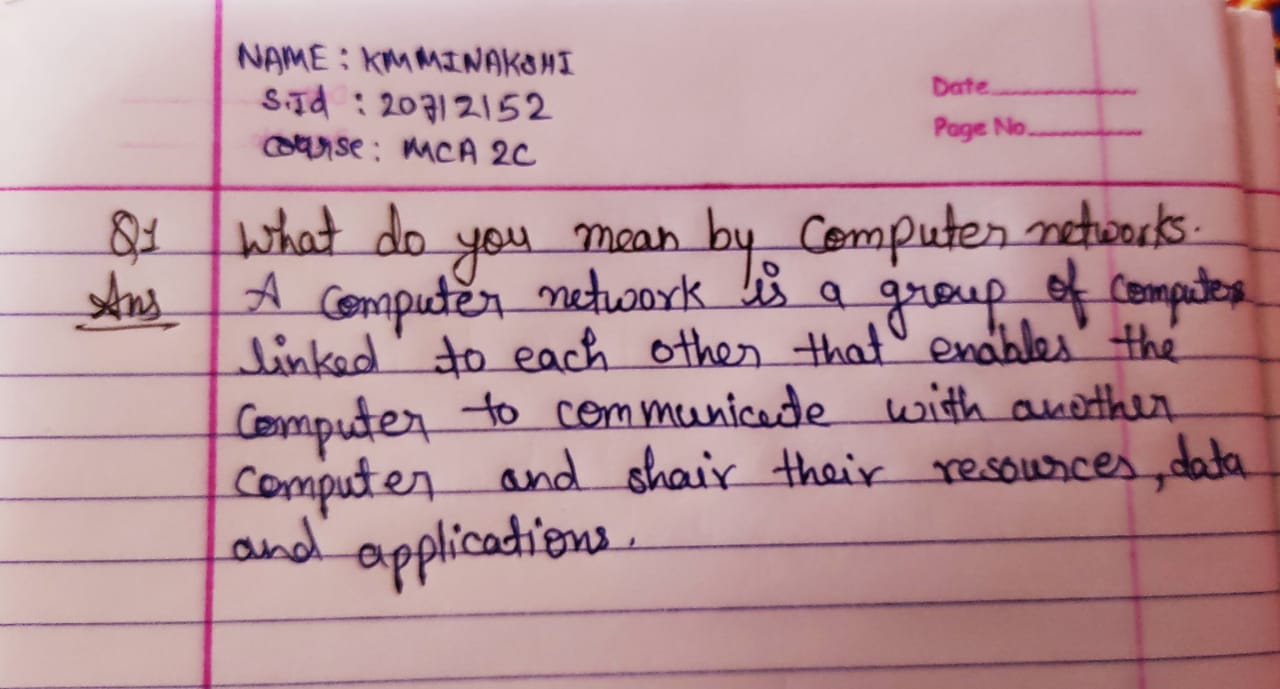 NAME : KMMINAKSHI
S.Id : 20712152
Course : MCA 2C
Date
Page No.
Q1 What do you mean by Computer networks.
Ans A Computer network is a group of Computers
linked to each other that enables the
Computer to communicate with another
Computer and shair their resources, data
and applications.